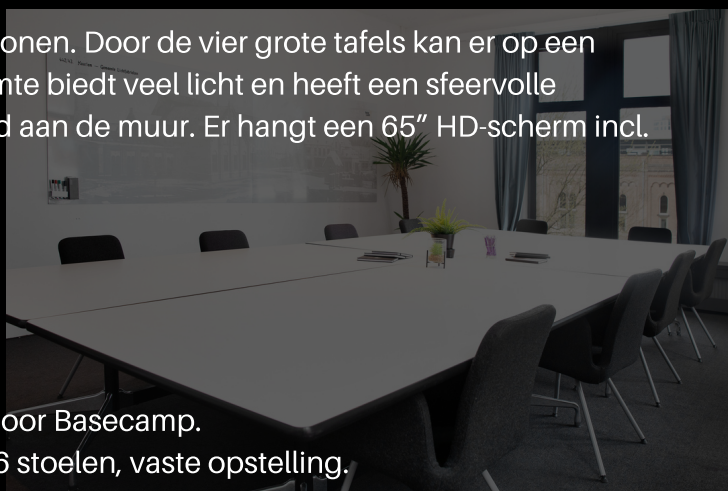 onen. Door de vier grote tafels kan er op een
mte biedt veel licht en heeft een sfeervolle
d aan de muur. Er hangt een 65” HD-scherm incl.
oor Basecamp.
6 stoelen, vaste opstelling.